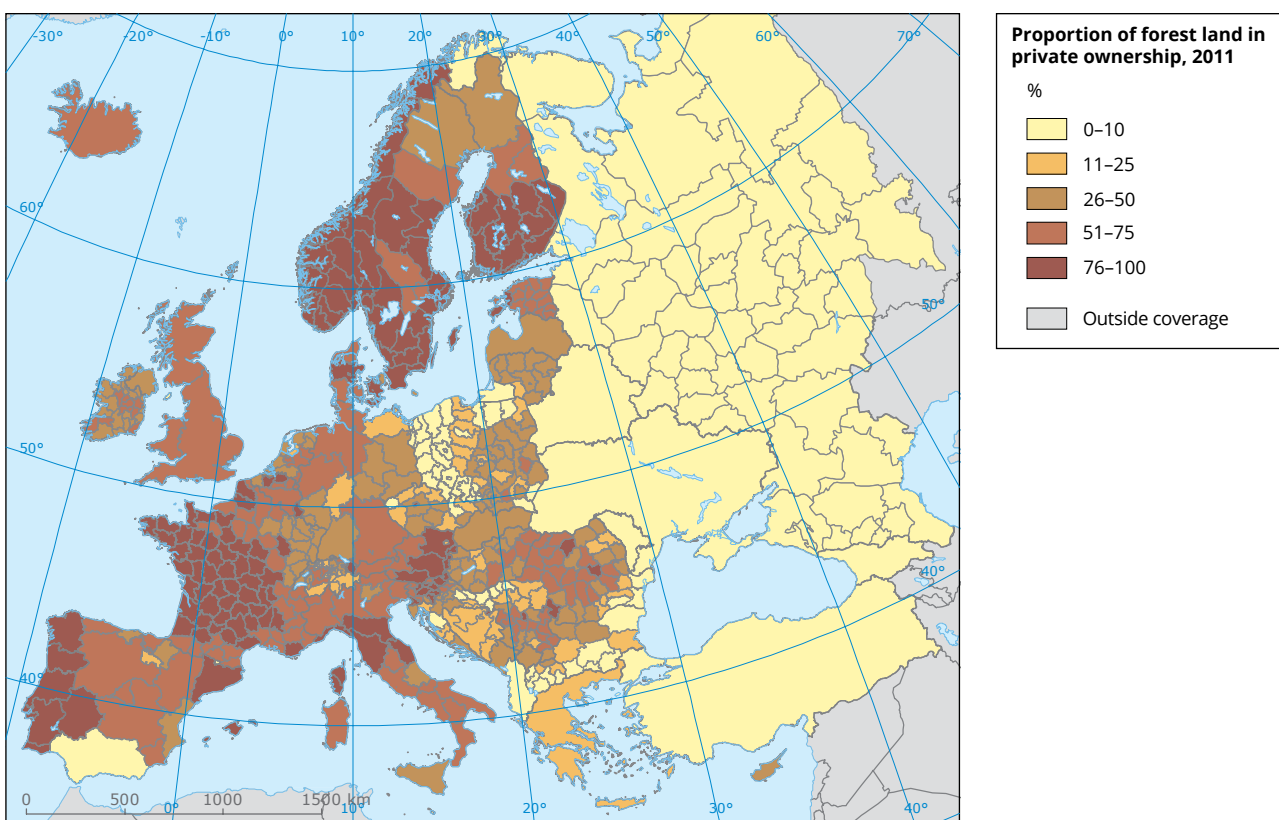 -30° -20° -10° 0° 10° 20° 30° 40° 50° 60° 70°
60°
50°
50°
40°
40°
0 500 1000 1500 km
0° 10° 20° 30° 40°
Proportion of forest land in
private ownership, 2011
%
0–10
11–25
26–50
51–75
76–100
Outside coverage